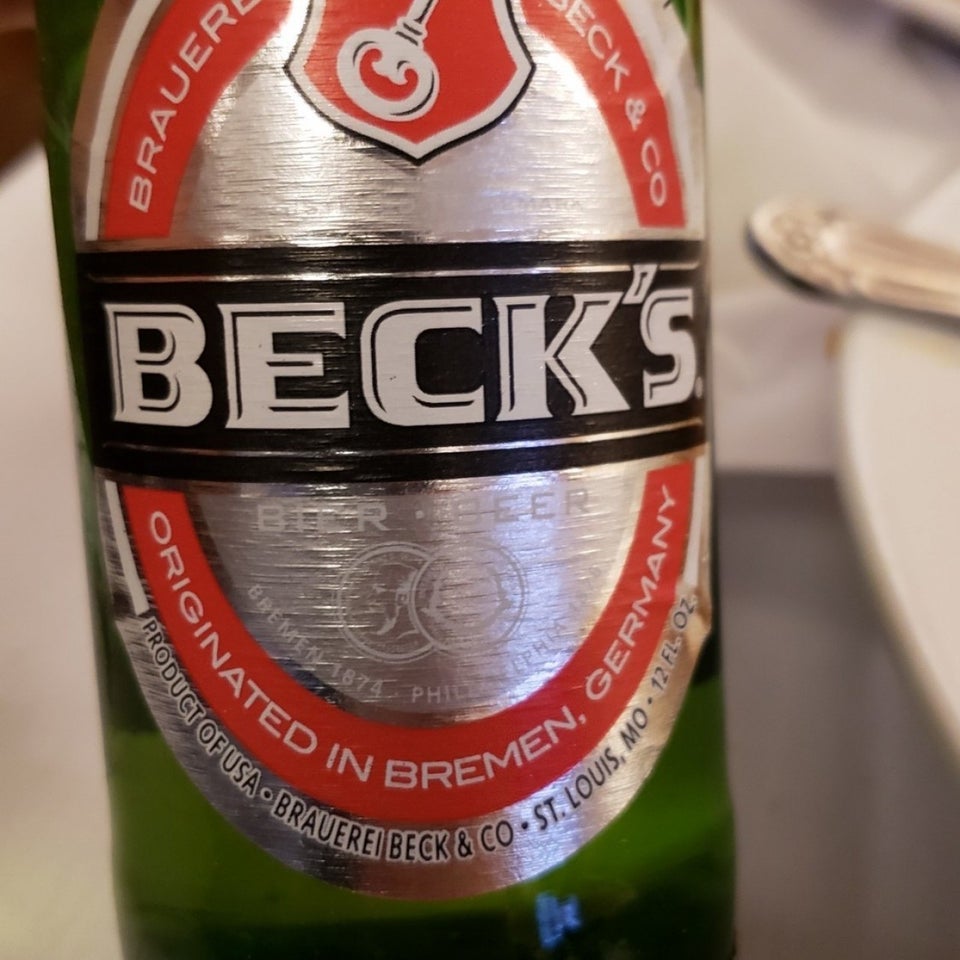 BECK & CO
BECK'S
BIER · BEER
BREMEN 1874
ORIGINATED IN BREMEN, GERMANY
PRODUCT OF USA • BRAUEREI BECK & CO • ST. LOUIS, MO • 12 FL. OZ.